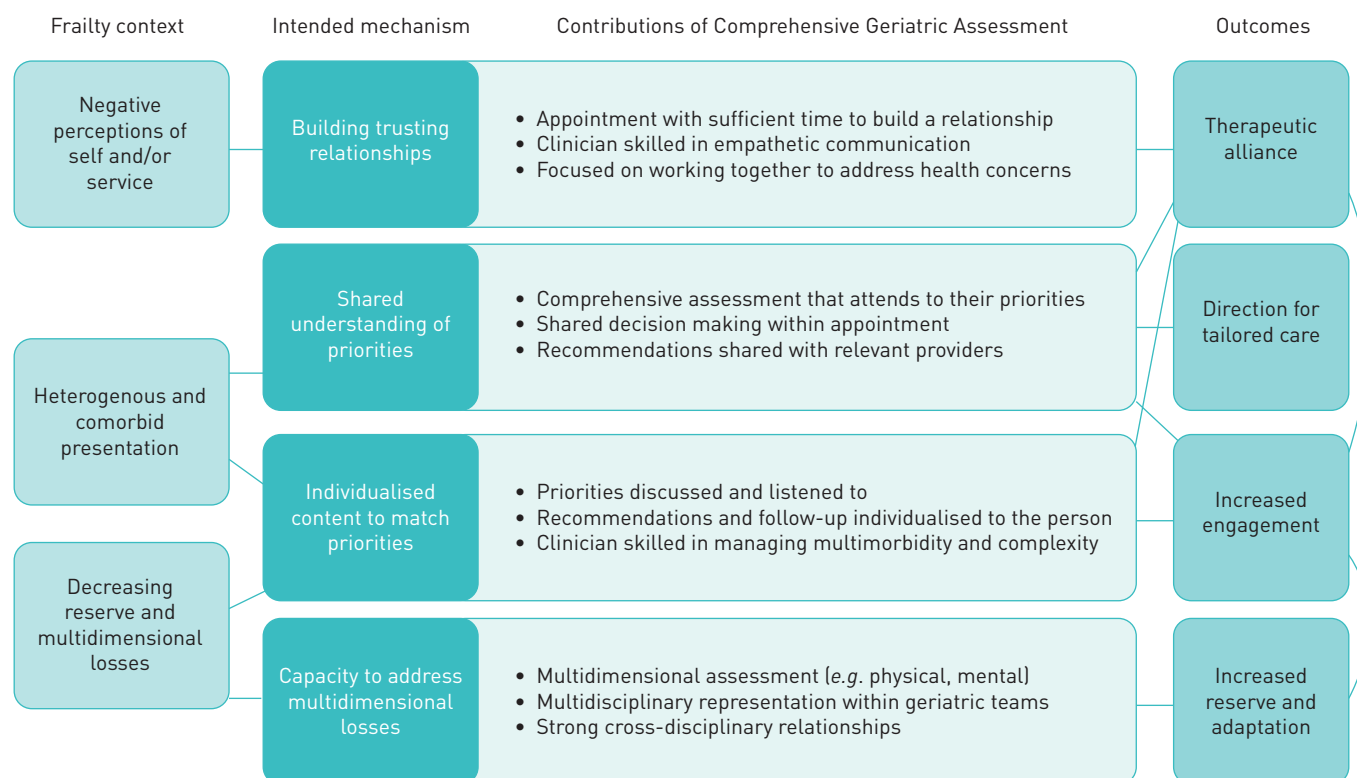 Frailty context
Intended mechanism
Contributions of Comprehensive Geriatric Assessment
Outcomes
Negative
perceptions of
self and/or
service
Building trusting
relationships
• Appointment with sufficient time to build a relationship
• Clinician skilled in empathetic communication
• Focused on working together to address health concerns
Therapeutic
alliance
Heterogenous and
comorbid
presentation
Shared
understanding of
priorities
• Comprehensive assessment that attends to their priorities
• Shared decision making within appointment
• Recommendations shared with relevant providers
Direction for
tailored care
Individualised
content to match
priorities
• Priorities discussed and listened to
• Recommendations and follow-up individualised to the person
• Clinician skilled in managing multimorbidity and complexity
Increased
engagement
Decreasing
reserve and
multidimensional
losses
Capacity to address
multidimensional
losses
• Multidimensional assessment (e.g. physical, mental)
• Multidisciplinary representation within geriatric teams
• Strong cross-disciplinary relationships
Increased
reserve and
adaptation